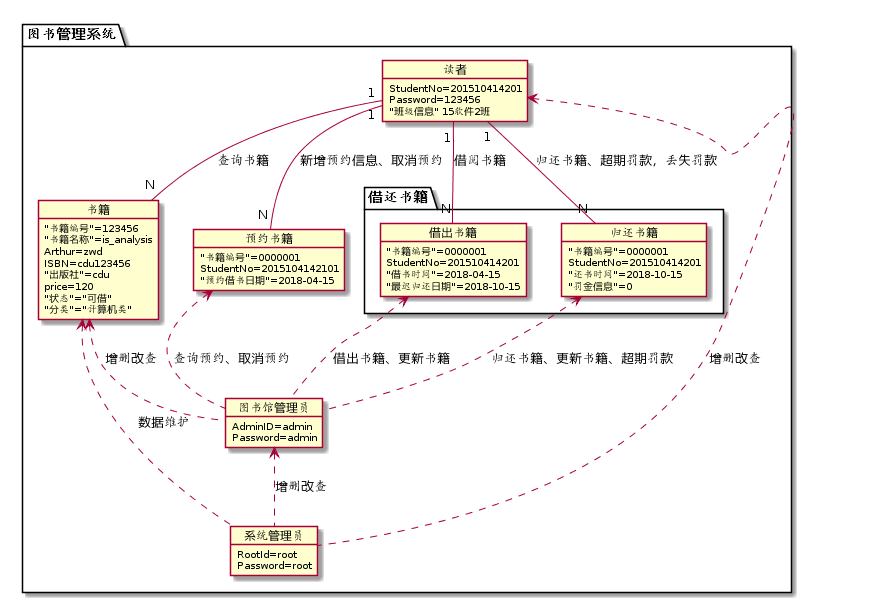 图书管理系统
读者
StudentNo=201510414201
Password=123456
"班级信息" 15软件2班
1
1
1
1
查询书籍
新增预约信息、取消预约
借阅书籍
归还书籍、超期罚款，丢失罚款
N
N
N
N
借还书籍
书籍
"书籍编号"=123456
"书籍名称"=is_analysis
Arthur=zwd
ISBN=cdu123456
"出版社"=cdu
price=120
"状态"="可借"
"分类"="计算机类"
预约书籍
"书籍编号"=0000001
StudentNo=2015104142101
"预约借书日期"=2018-04-15
借出书籍
"书籍编号"=0000001
StudentNo=201510414201
"借书时间"=2018-04-15
"最迟归还日期"=2018-10-15
归还书籍
"书籍编号"=0000001
StudentNo=201510414201
"还书时间"=2018-10-15
"罚金信息"=0
增删改查
查询预约、取消预约
借出书籍、更新书籍
归还书籍、更新书籍、超期罚款
增删改查
数据维护
图书馆管理员
AdminID=admin
Password=admin
增删改查
系统管理员
RootId=root
Password=root